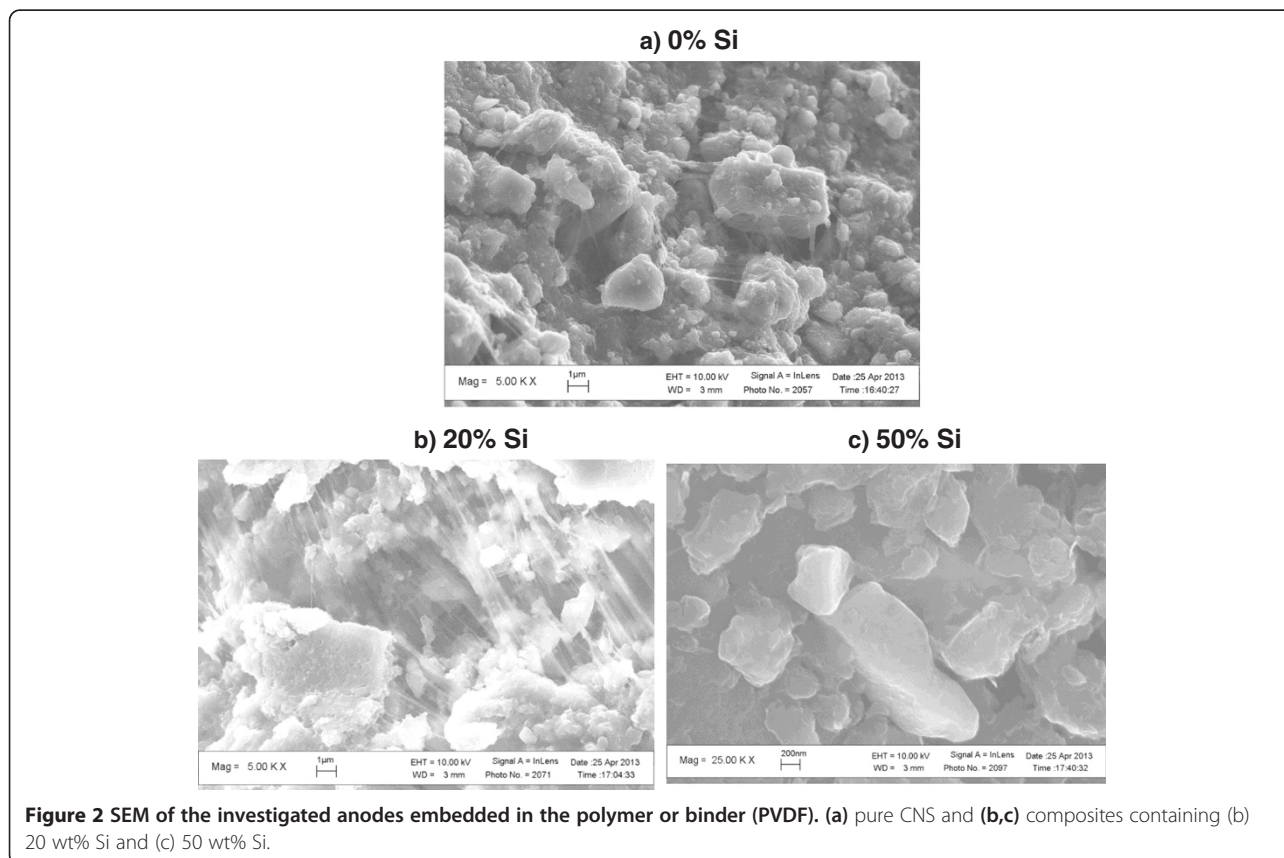 a) 0% Si
Mag = 5.00 K X
1µm
EHT = 10.00 kV
WD = 3 mm
Signal A = InLens
Photo No. = 2057
Date :25 Apr 2013
Time :16:40:27
b) 20% Si
c) 50% Si
Mag = 5.00 K X
1µm
EHT = 10.00 kV
WD = 3 mm
Signal A = InLens
Photo No. = 2071
Date :25 Apr 2013
Time :17:04:33
Mag = 25.00 K X
200nm
EHT = 10.00 kV
WD = 3 mm
Signal A = InLens
Photo No. = 2097
Date :25 Apr 2013
Time :17:40:32
Figure 2 SEM of the investigated anodes embedded in the polymer or binder (PVDF). (a) pure CNS and (b,c) composites containing (b)
20 wt% Si and (c) 50 wt% Si.